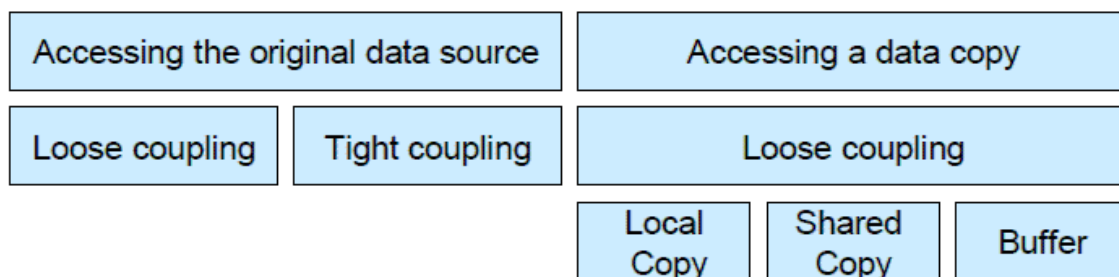 Accessing the original data source
Accessing a data copy
Loose coupling
Tight coupling
Loose coupling
Local
Copy
Shared
Copy
Buffer